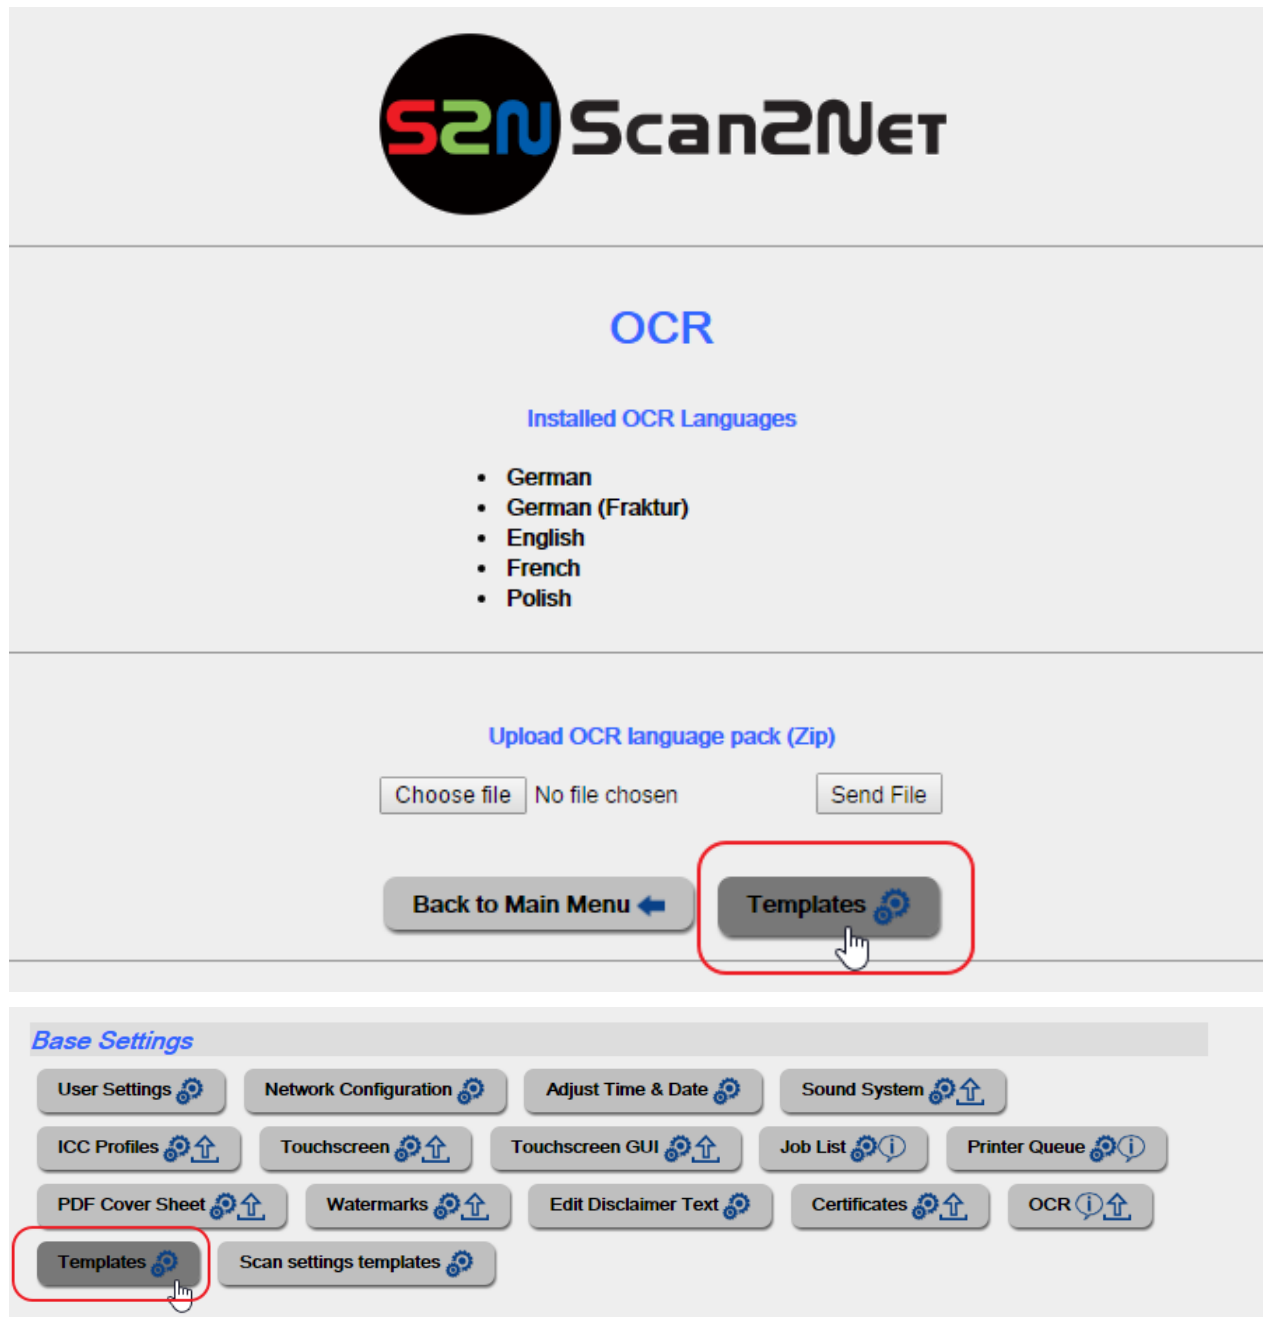 S2N Scan2Net
OCR
Installed OCR Languages
• German
• German (Fraktur)
• English
• French
• Polish
Upload OCR language pack (Zip)
Choose file No file chosen Send File
Back to Main Menu Templates
Base Settings
User Settings Network Configuration Adjust Time & Date Sound System
ICC Profiles Touchscreen Touchscreen GUI Job List Printer Queue
PDF Cover Sheet Watermarks Edit Disclaimer Text Certificates OCR
Templates Scan settings templates